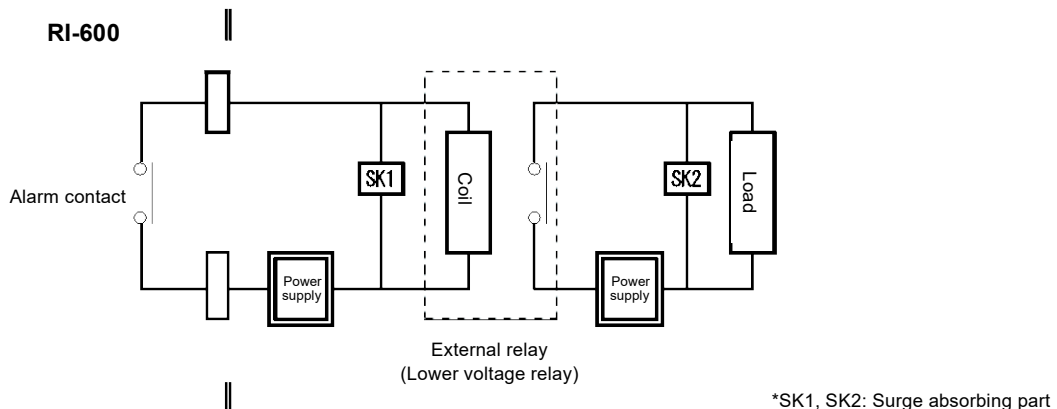 RI-600
Alarm contact
SK1
Coil
SK2
Load
Power
supply
Power
supply
External relay
(Lower voltage relay)
*SK1, SK2: Surge absorbing part